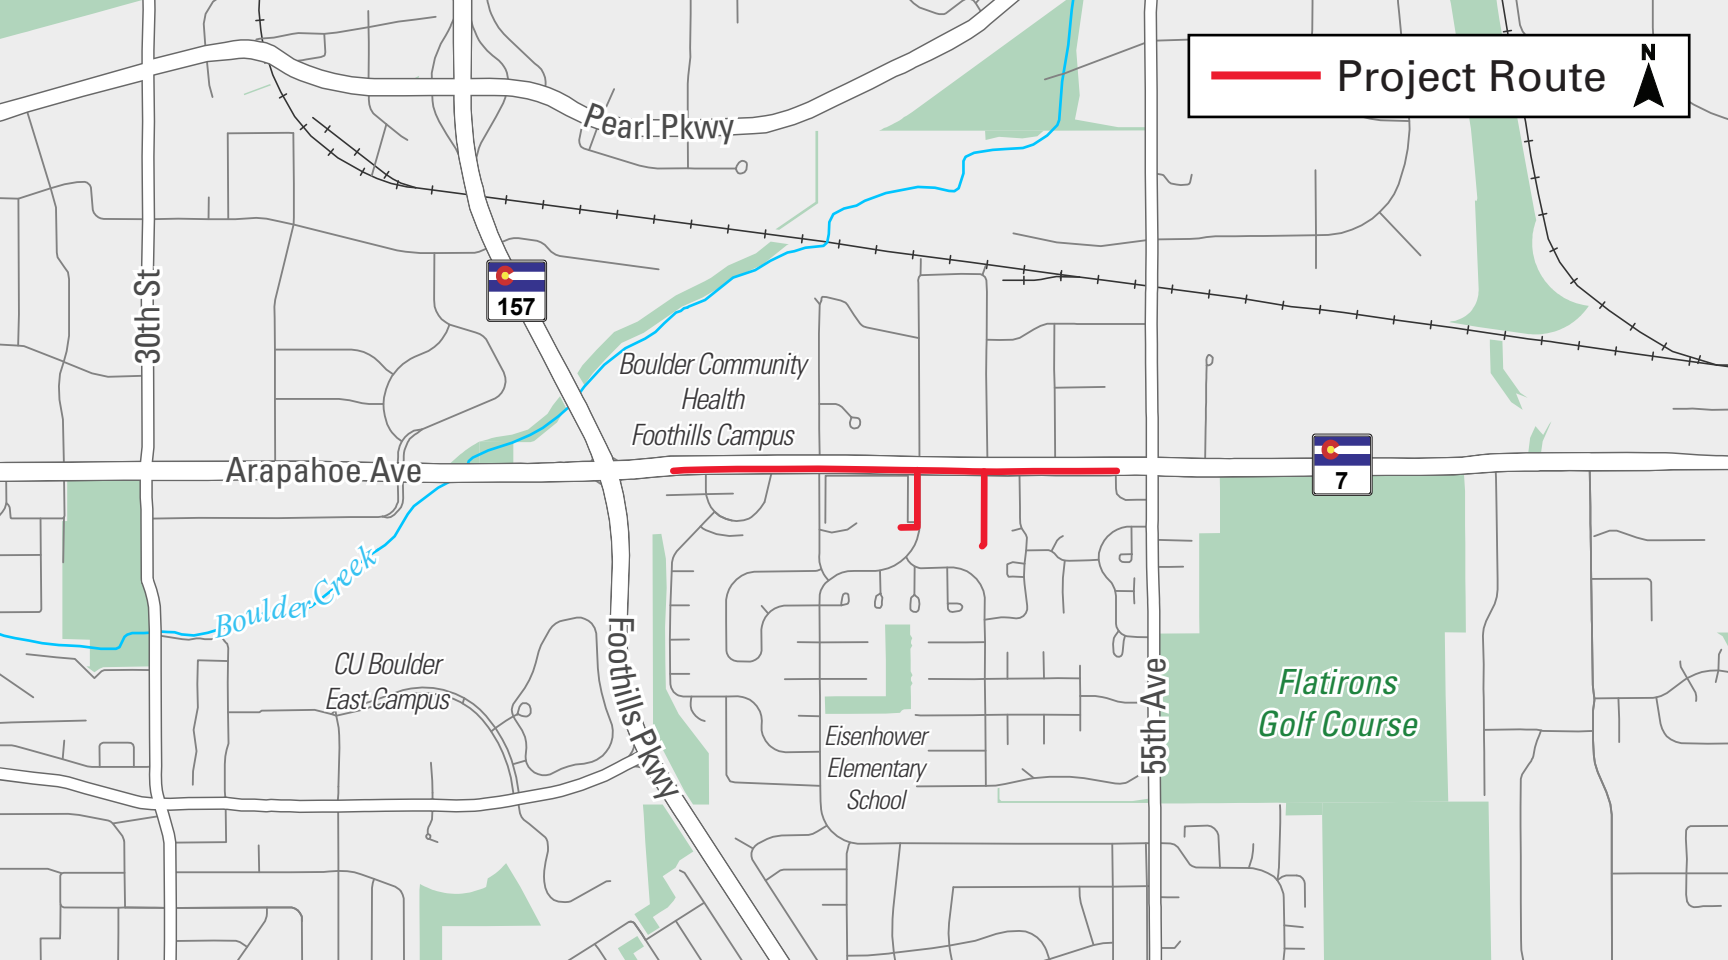 Project Route
N
Pearl Pkwy
30th St
157
Boulder Community
Health
Foothills Campus
Arapahoe Ave
7
Boulder Creek
CU Boulder
East Campus
Foothills Pkwy
55th Ave
Flatirons
Golf Course
Eisenhower
Elementary
School